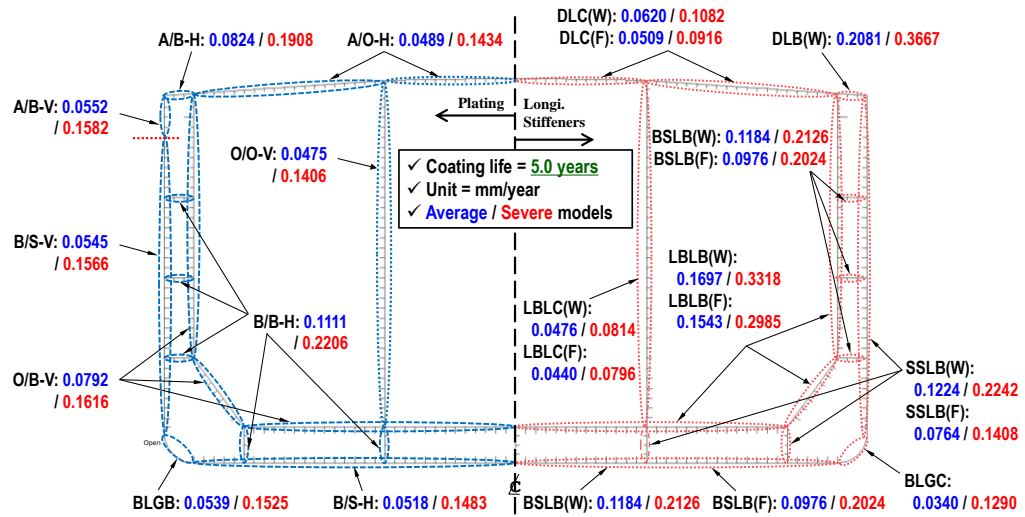 A/B-H: 0.0824 / 0.1908
A/O-H: 0.0489 / 0.1434
DLC(W): 0.0620 / 0.1082
DLC(F): 0.0509 / 0.0916
DLB(W): 0.2081 / 0.3667
A/B-V: 0.0552
/ 0.1582
Plating
Longi.
Stiffeners
O/O-V: 0.0475
/ 0.1406
BSLB(W): 0.1184 / 0.2126
BSLB(F): 0.0976 / 0.2024
✓ Coating life = 5.0 years
✓ Unit = mm/year
✓ Average / Severe models
B/S-V: 0.0545
/ 0.1566
LBLB(W):
0.1697 / 0.3318
LBLB(F):
0.1543 / 0.2985
LBLC(W):
0.0476 / 0.0814
LBLC(F):
0.0440 / 0.0796
B/B-H: 0.1111
/ 0.2206
O/B-V: 0.0792
/ 0.1616
SSLB(W):
0.1224 / 0.2242
SSLB(F):
0.0764 / 0.1408
Open
BLGB: 0.0539 / 0.1525
B/S-H: 0.0518 / 0.1483
℄
BSLB(W): 0.1184 / 0.2126
BSLB(F): 0.0976 / 0.2024
BLGC:
0.0340 / 0.1290